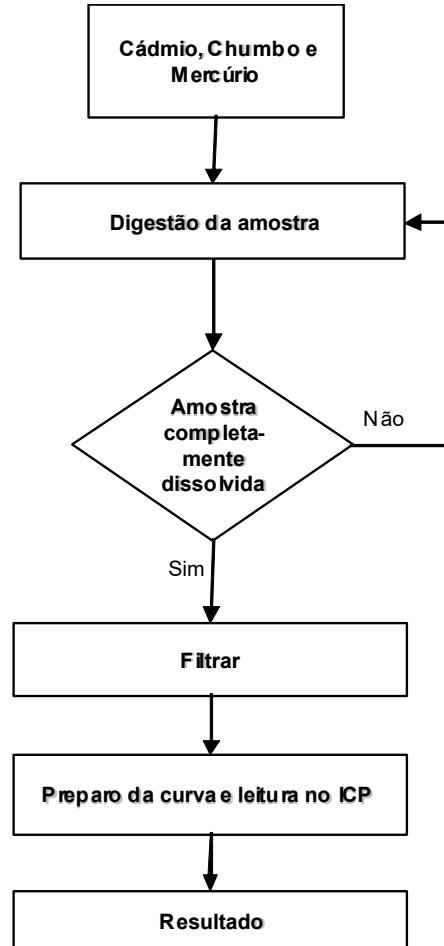 Cádmio, Chumbo e
Mercúrio
Digestão da amostra
Amostra
completa-
mente
dissolvida
Não
Sim
Filtrar
Preparo da curva e leitura no ICP
Resultado